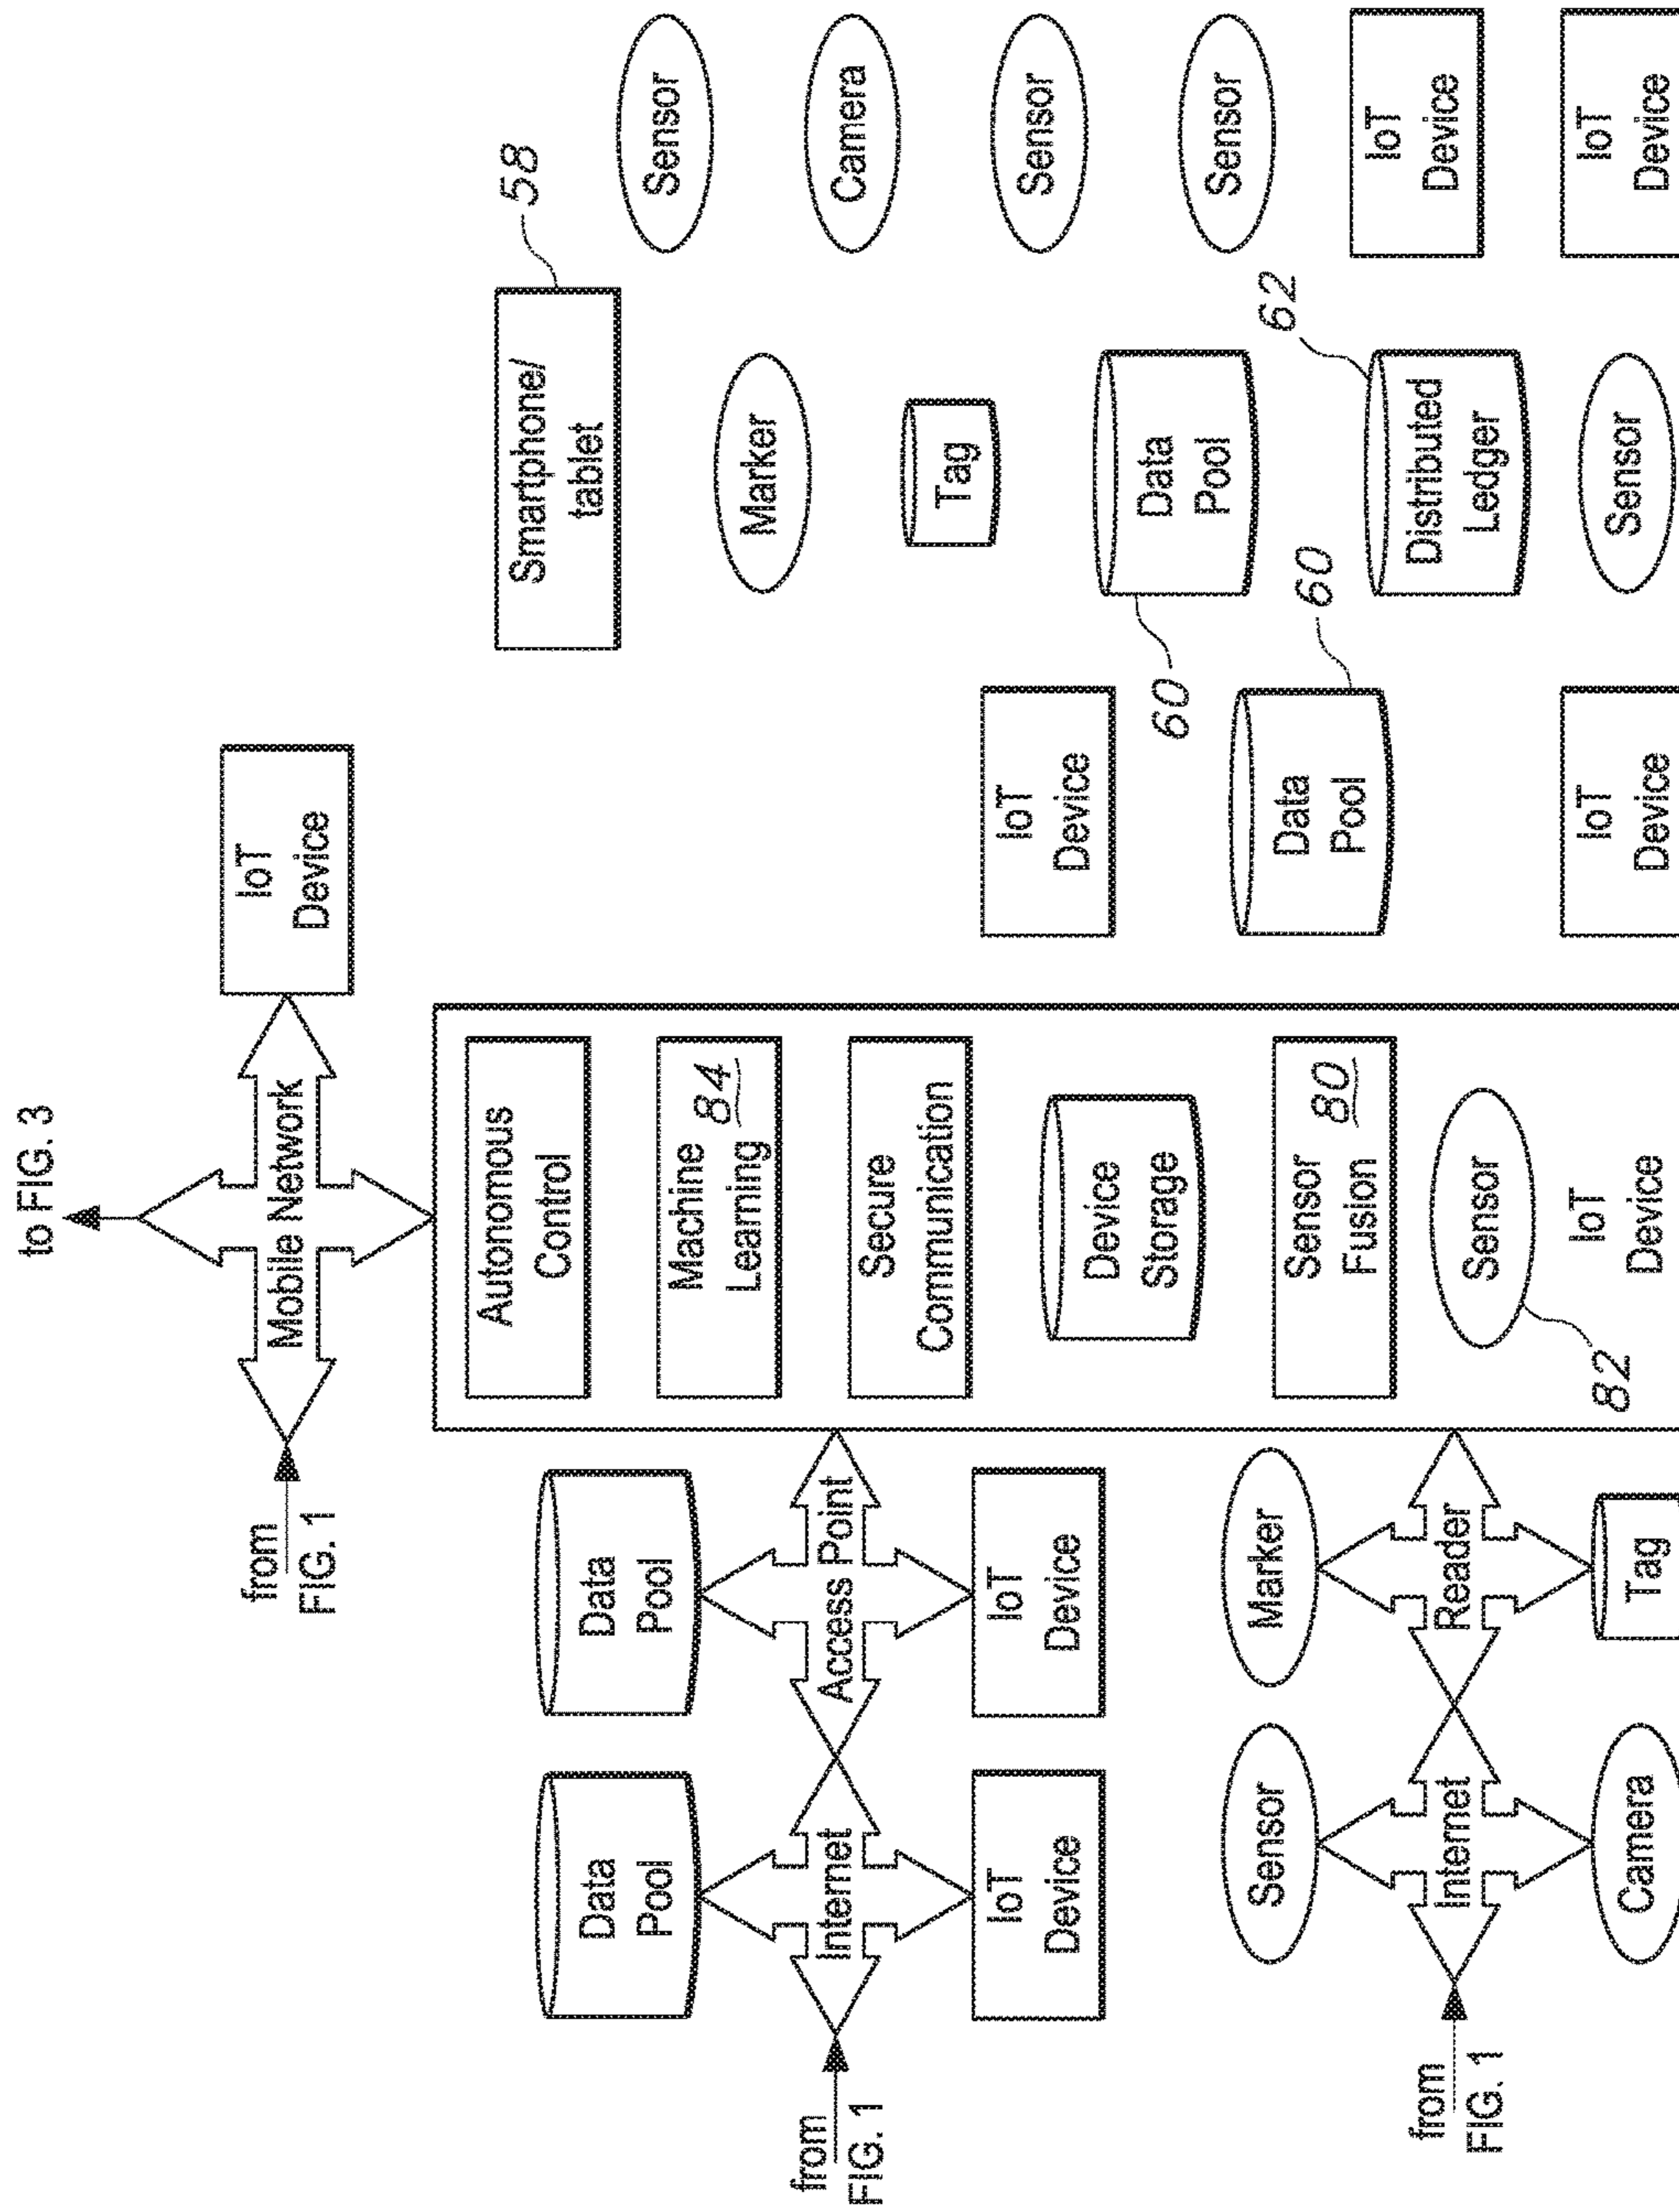 to FIG. 3
from
FIG. 1
Mobile Network
IoT
Device
Autonomous
Control
Machine
Learning
84
Secure
Communication
Device
Storage
Sensor
Fusion
80
Sensor
82
IoT
Device
from
FIG. 1
Internet
Data
Pool
IoT
Device
Access Point
Data
Pool
IoT
Device
from
FIG. 1
Internet
Sensor
Camera
Reader
Marker
Tag
IoT
Device
Data
Pool
60
IoT
Device
Smartphone/
tablet
58
Marker
Tag
Data
Pool
60
Distributed
Ledger
62
Sensor
Sensor
Camera
Sensor
Sensor
IoT
Device
IoT
Device